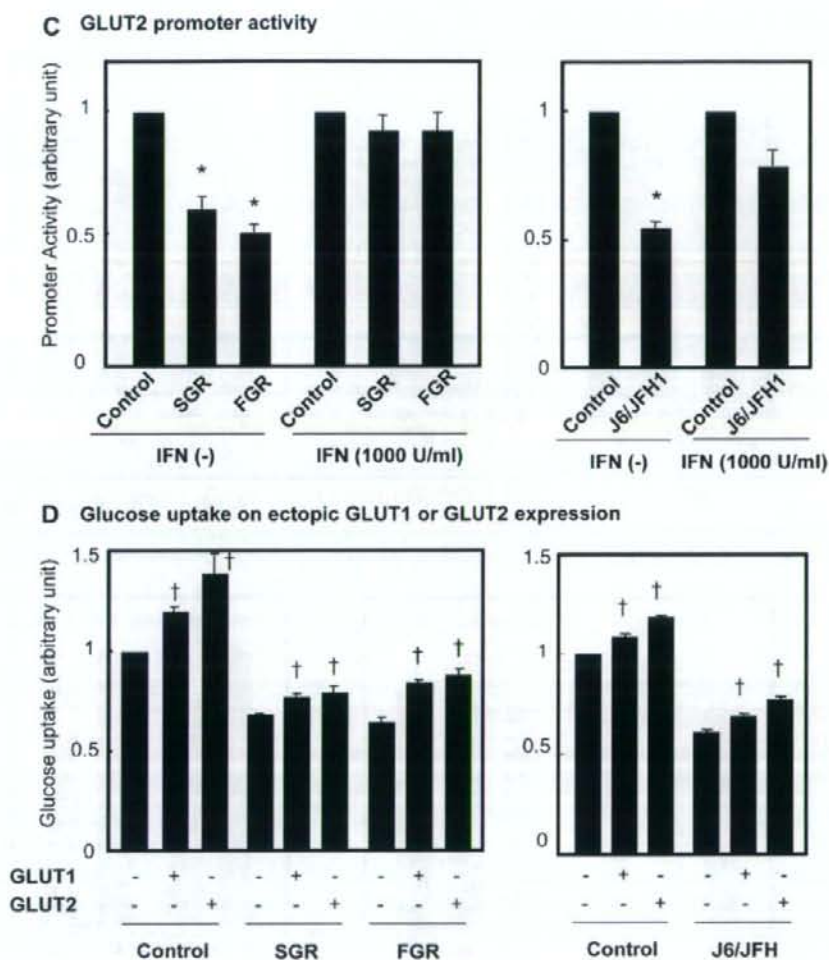 C GLUT2 promoter activity
Promoter Activity (arbitrary unit)
1
0.5
0
*
*
Control
SGR
FGR
Control
SGR
FGR
IFN (-)
IFN (1000 U/ml)
1
0.5
0
*
Control
J6/JFH1
Control
J6/JFH1
IFN (-)
IFN (1000 U/ml)
D Glucose uptake on ectopic GLUT1 or GLUT2 expression
Glucose uptake (arbitrary unit)
1.5
1
0.5
0
† † † † † †
1.5
1
0.5
0
† † † †
GLUT1 - + - - + - - + - - + - - + -
GLUT2 - - + - - + - - + - - + - - +
Control SGR FGR Control J6/JFH